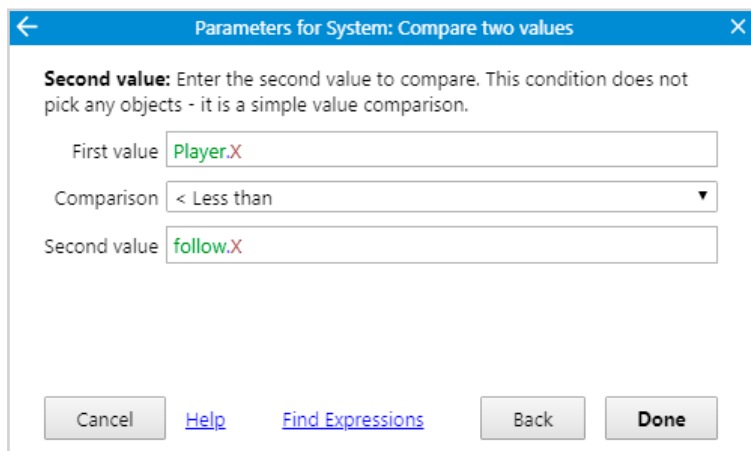 Parameters for System: Compare two values
Second value: Enter the second value to compare. This condition does not
pick any objects - it is a simple value comparison.
First value Player.X
Comparison < Less than
Second value follow.X
Cancel Help Find Expressions Back Done